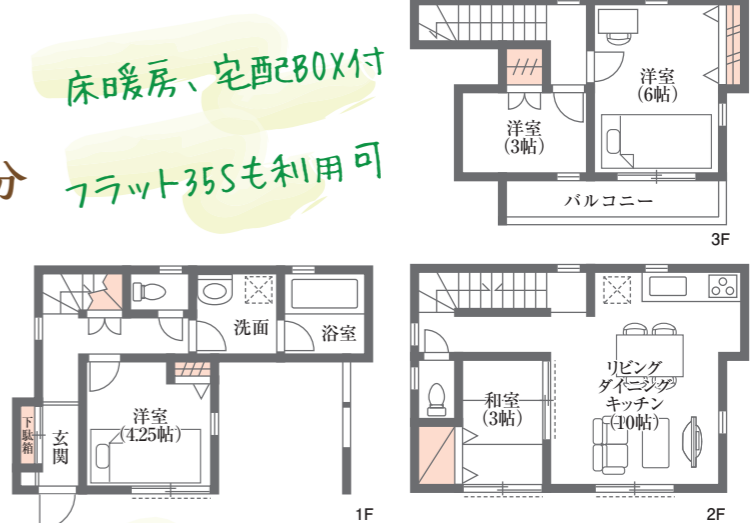 床暖房、宅配BOX付
分
フラット35Sも利用可
洋室
(6帖)
洋室
(3帖)
バルコニー
3F
洗面
浴室
洋室
(4.25帖)
下駄箱
玄関
1F
リビング
ダイニング
キッチン
(10帖)
和室
(3帖)
2F